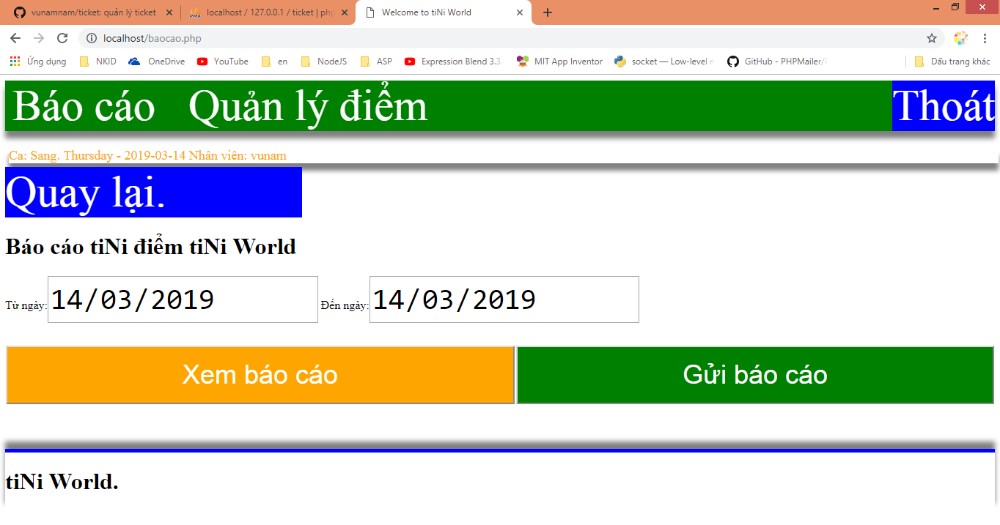 vunamnam/ticket: quản lý ticket localhost / 127.0.0.1 / ticket | php Welcome to tiNi World
localhost/baocao.php
Ứng dụng NKID OneDrive YouTube en NodeJS ASP Expression Blend 3.3 MIT App Inventor socket — Low-level n GitHub - PHPMailer/ Dấu trang khác
Báo cáo Quản lý điểm Thoát
Ca: Sang. Thursday - 2019-03-14 Nhân viên: vunam
Quay lại.
Báo cáo tiNi điểm tiNi World
Từ ngày: 14/03/2019 Đến ngày: 14/03/2019
Xem báo cáo Gửi báo cáo
tiNi World.